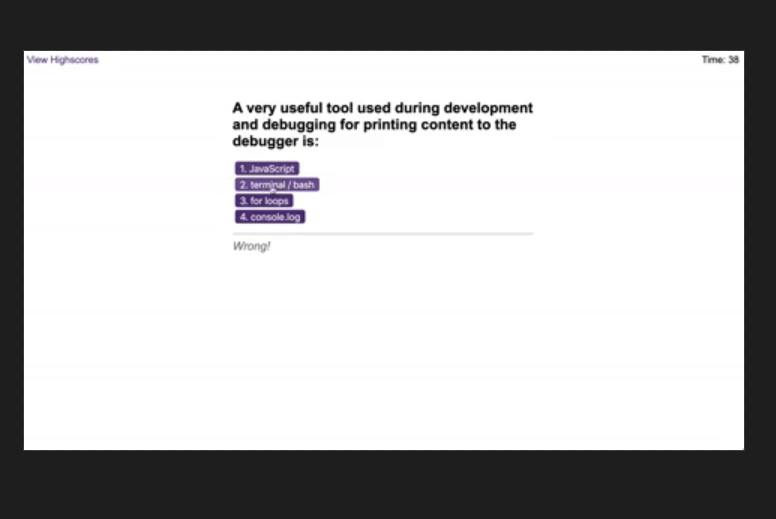 View Highscores
Time: 38
A very useful tool used during development
and debugging for printing content to the
debugger is:
1. JavaScript
2. terminal / bash
3. for loops
4. console.log
Wrong!